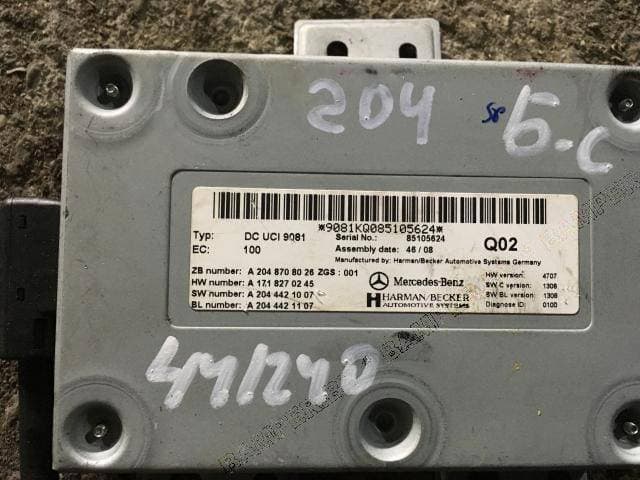 204 Б.С
*9081KQ085105624*
Typ: DC UCI 9081 Serial No.: 85105624
EC: 100 Assembly date: 46 / 08 Q02
Manufactured by: Harman/Becker Automotive Systems Germany
ZB number: A 204 870 80 26 ZGS : 001
HW number: A 171 827 02 45
SW number: A 204 442 10 07
BL number: A 204 442 11 07
Mercedes-Benz
HARMAN/BECKER
AUTOMOTIVE SYSTEMS
HW version: 4707
SW C version: 1308
SW BL version: 1308
Diagnose ID: 0100